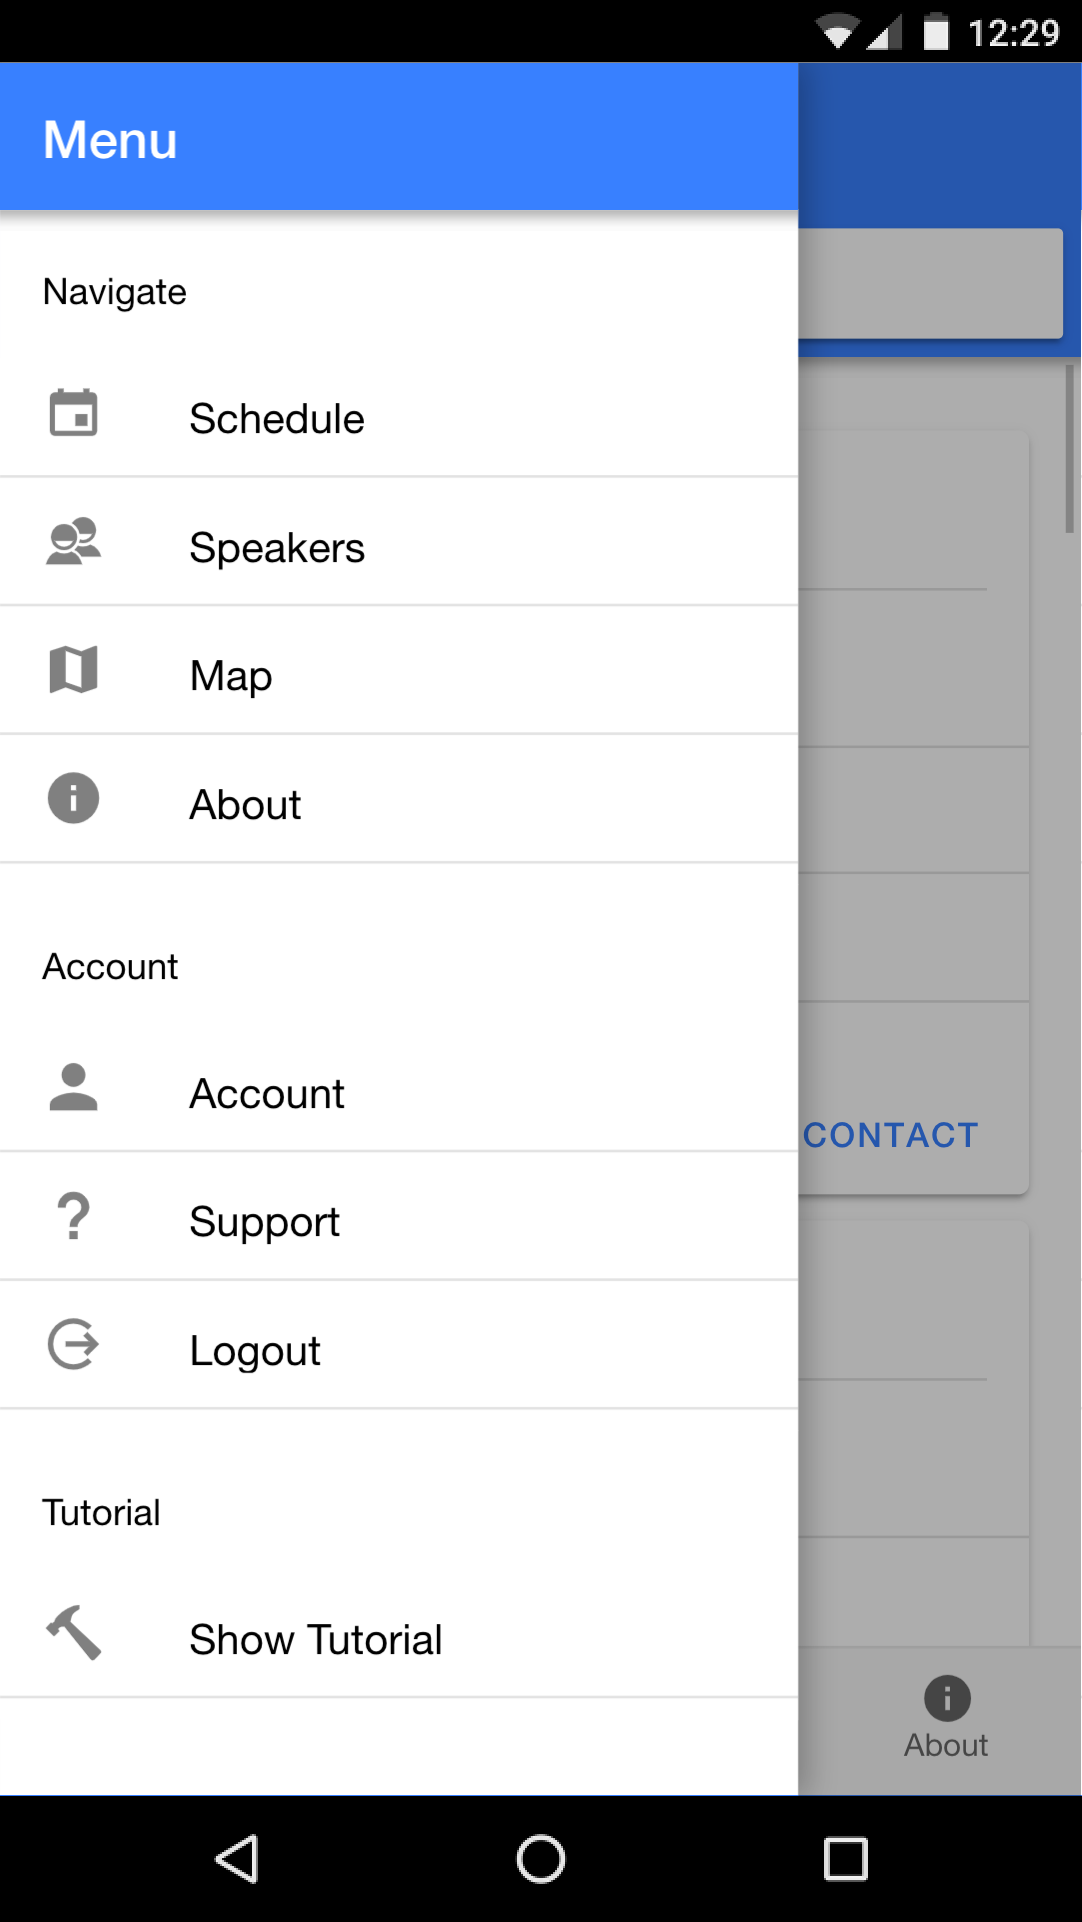 12:29
Menu
Navigate
Schedule
Speakers
Map
About
Account
Account
CONTACT
Support
Logout
Tutorial
Show Tutorial
About